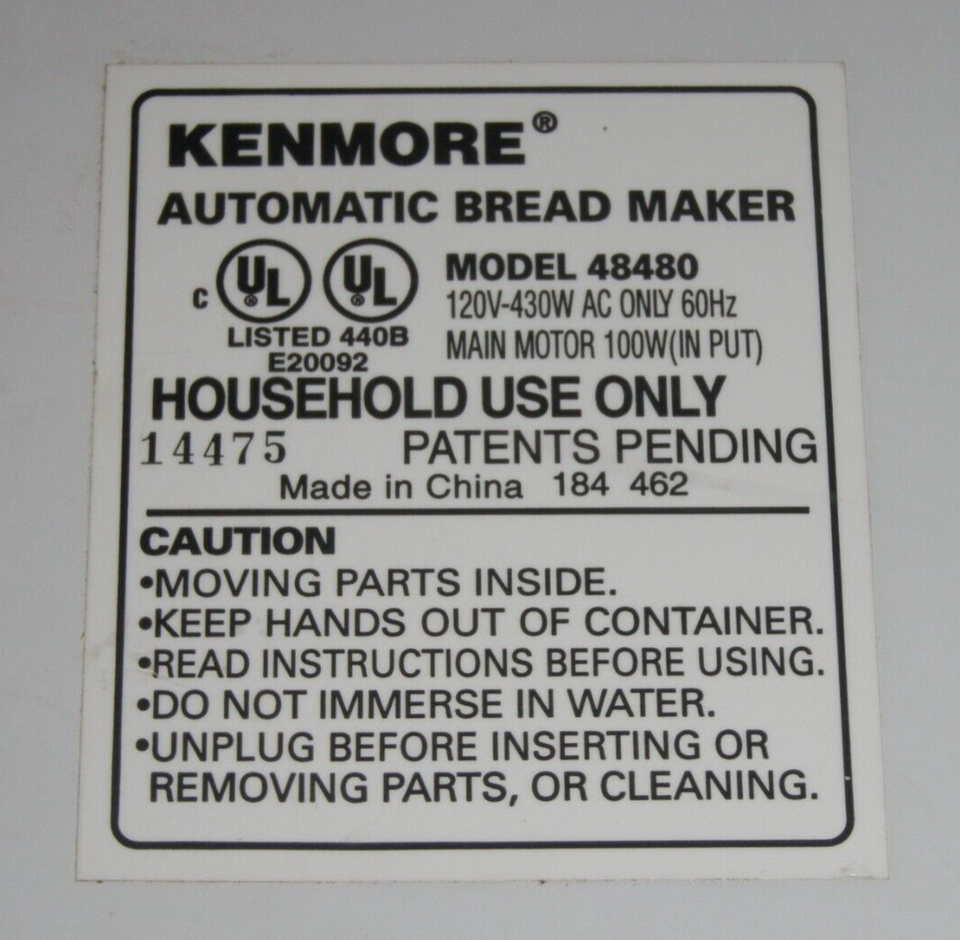 KENMORE®
AUTOMATIC BREAD MAKER
C UL® UL® MODEL 48480
120V-430W AC ONLY 60Hz
LISTED 440B
E20092
MAIN MOTOR 100W(IN PUT)
HOUSEHOLD USE ONLY
14475 PATENTS PENDING
Made in China 184 462
CAUTION
•MOVING PARTS INSIDE.
•KEEP HANDS OUT OF CONTAINER.
•READ INSTRUCTIONS BEFORE USING.
•DO NOT IMMERSE IN WATER.
•UNPLUG BEFORE INSERTING OR
REMOVING PARTS, OR CLEANING.